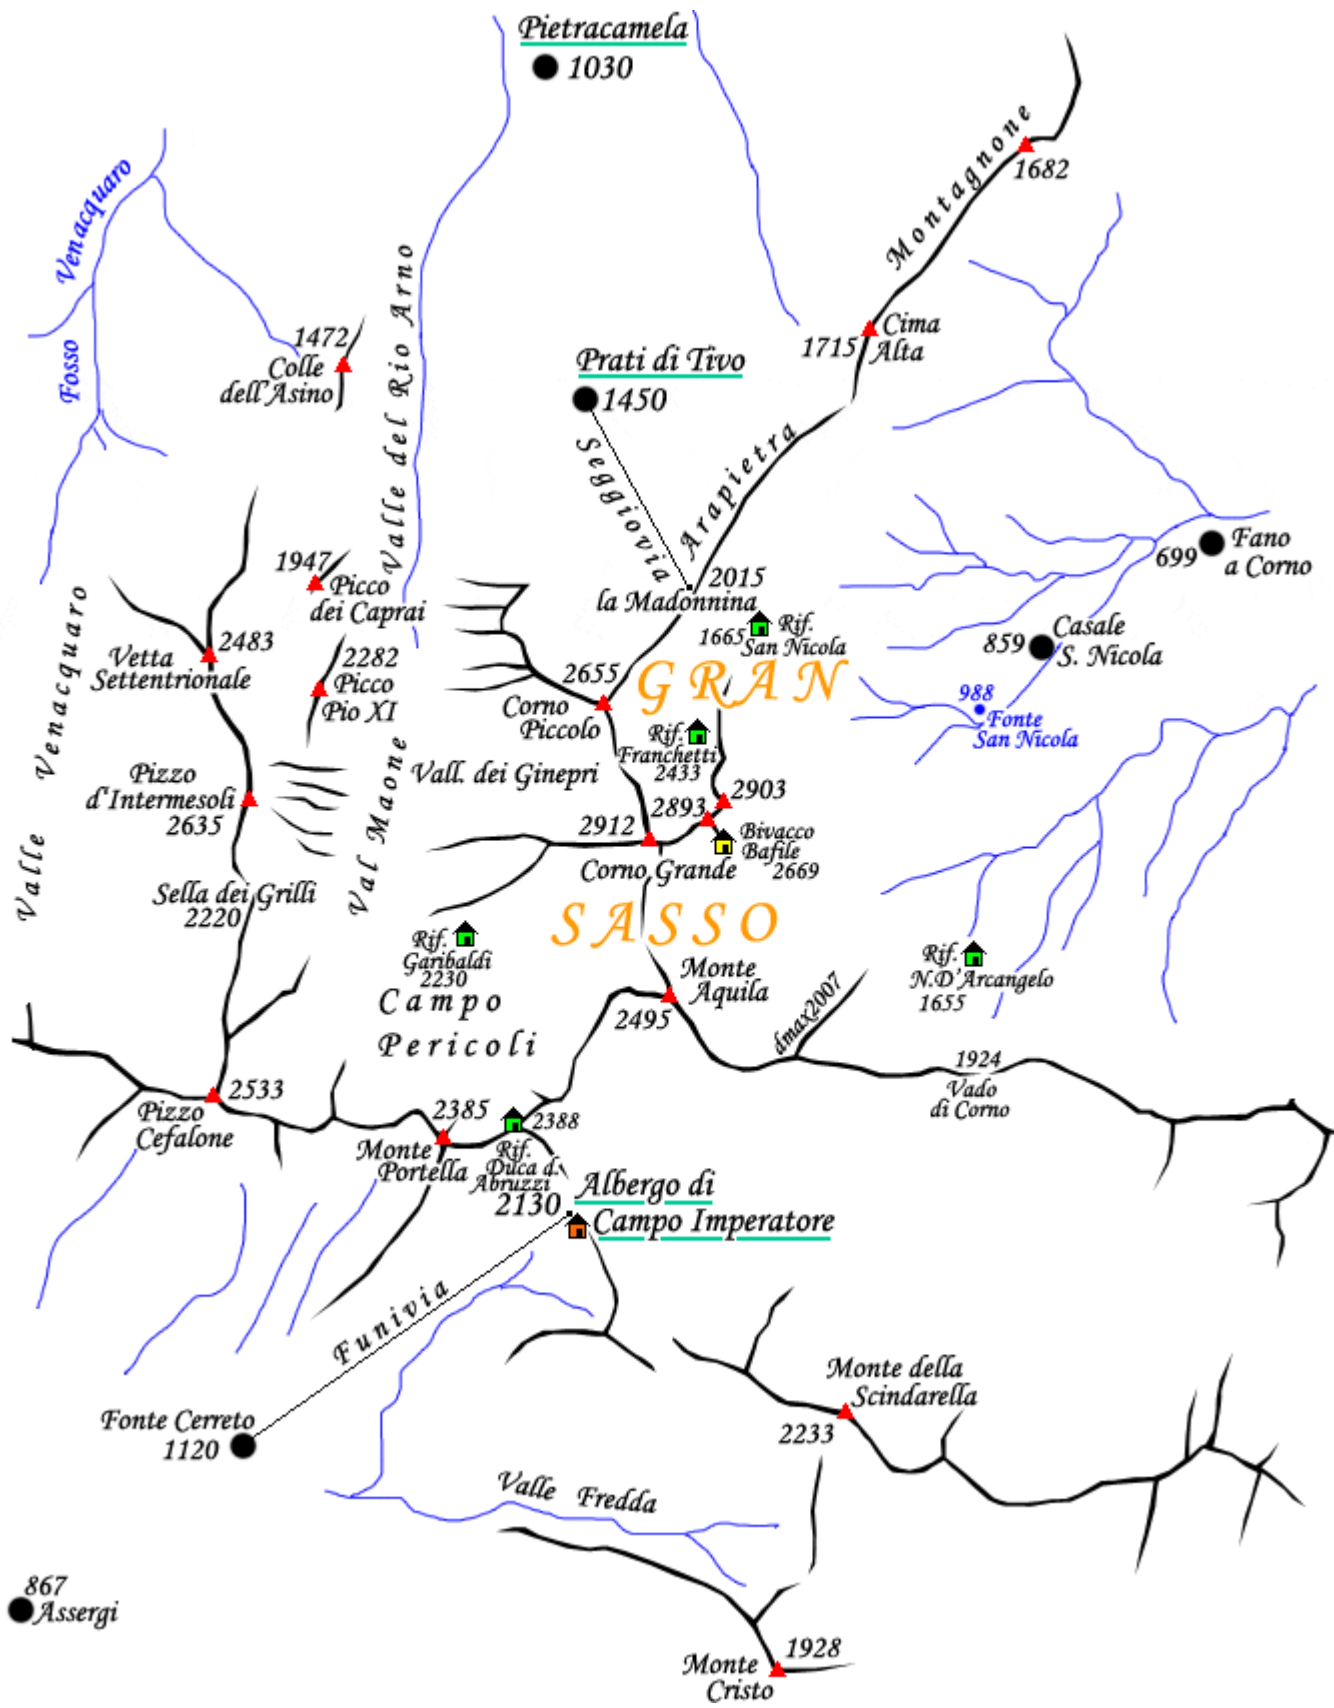 Pietracamela
1030
Montagnone
1682
Venacquaro
Fosso
1472
Colle
dell'Asino
Valle del Rio Arno
Cima
Alta
1715
Prati di Tivo
1450
Seggiovia
Arapietra
2015
la Madonnina
Fano
a Corno
699
1947
Picco
dei Caprai
Rif.
San Nicola
1665
Casale
S. Nicola
859
2483
Vetta
Settentrionale
2282
Picco
Pio XI
2655
Corno
Piccolo
GRAN
988
Fonte
San Nicola
Valle Venacquaro
Rif.
Franchetti
2433
Pizzo
d'Intermesoli
2635
Val Maone
Vall. dei Ginepri
2903
2893
2912
Corno Grande
Bivacco
Bafile
2669
Sella dei Grilli
2220
SASSO
Rif.
Garibaldi
2230
Campo
Pericoli
Monte
Aquila
2495
Rif.
N.D'Arcangelo
1655
dmax2007
1924
Vado
di Corno
2533
Pizzo
Cefalone
2385
Monte
Portella
2388
Rif.
Duca d.
Abruzzi
2130
Albergo di
Campo Imperatore
Funivia
Fonte Cerreto
1120
Monte della
Scindarella
2233
Valle Fredda
867
Assergi
1928
Monte
Cristo